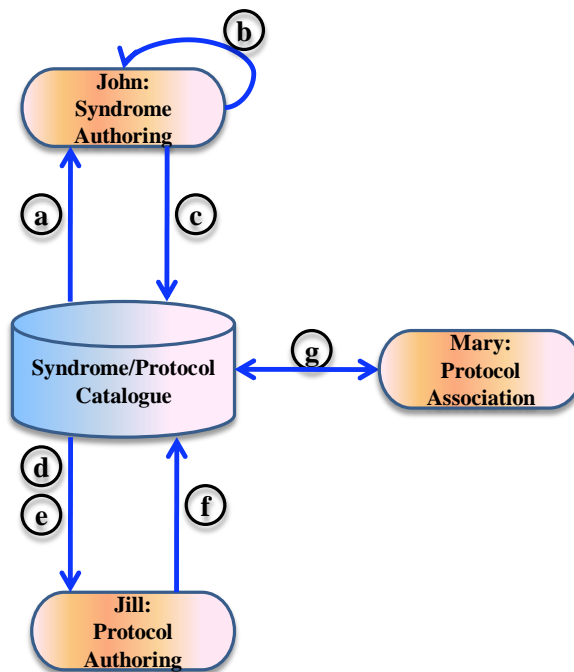 b
John:
Syndrome
Authoring
a
c
Syndrome/Protocol
Catalogue
g
Mary:
Protocol
Association
d
e
f
Jill:
Protocol
Authoring